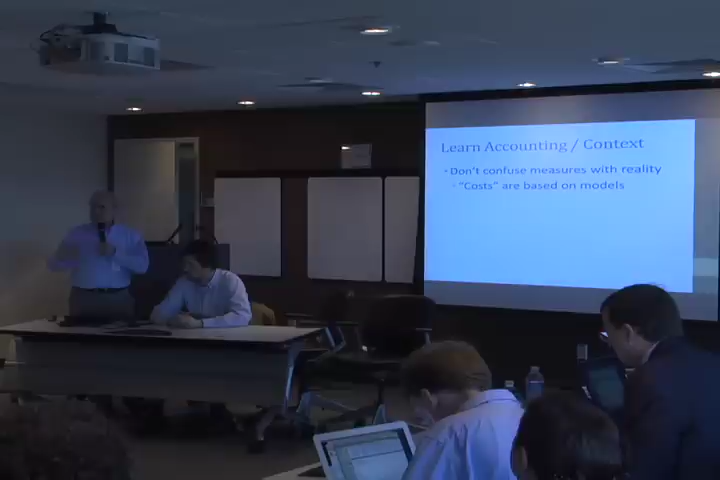 Learn Accounting / Context
· Don't confuse measures with reality
- "Costs" are based on models